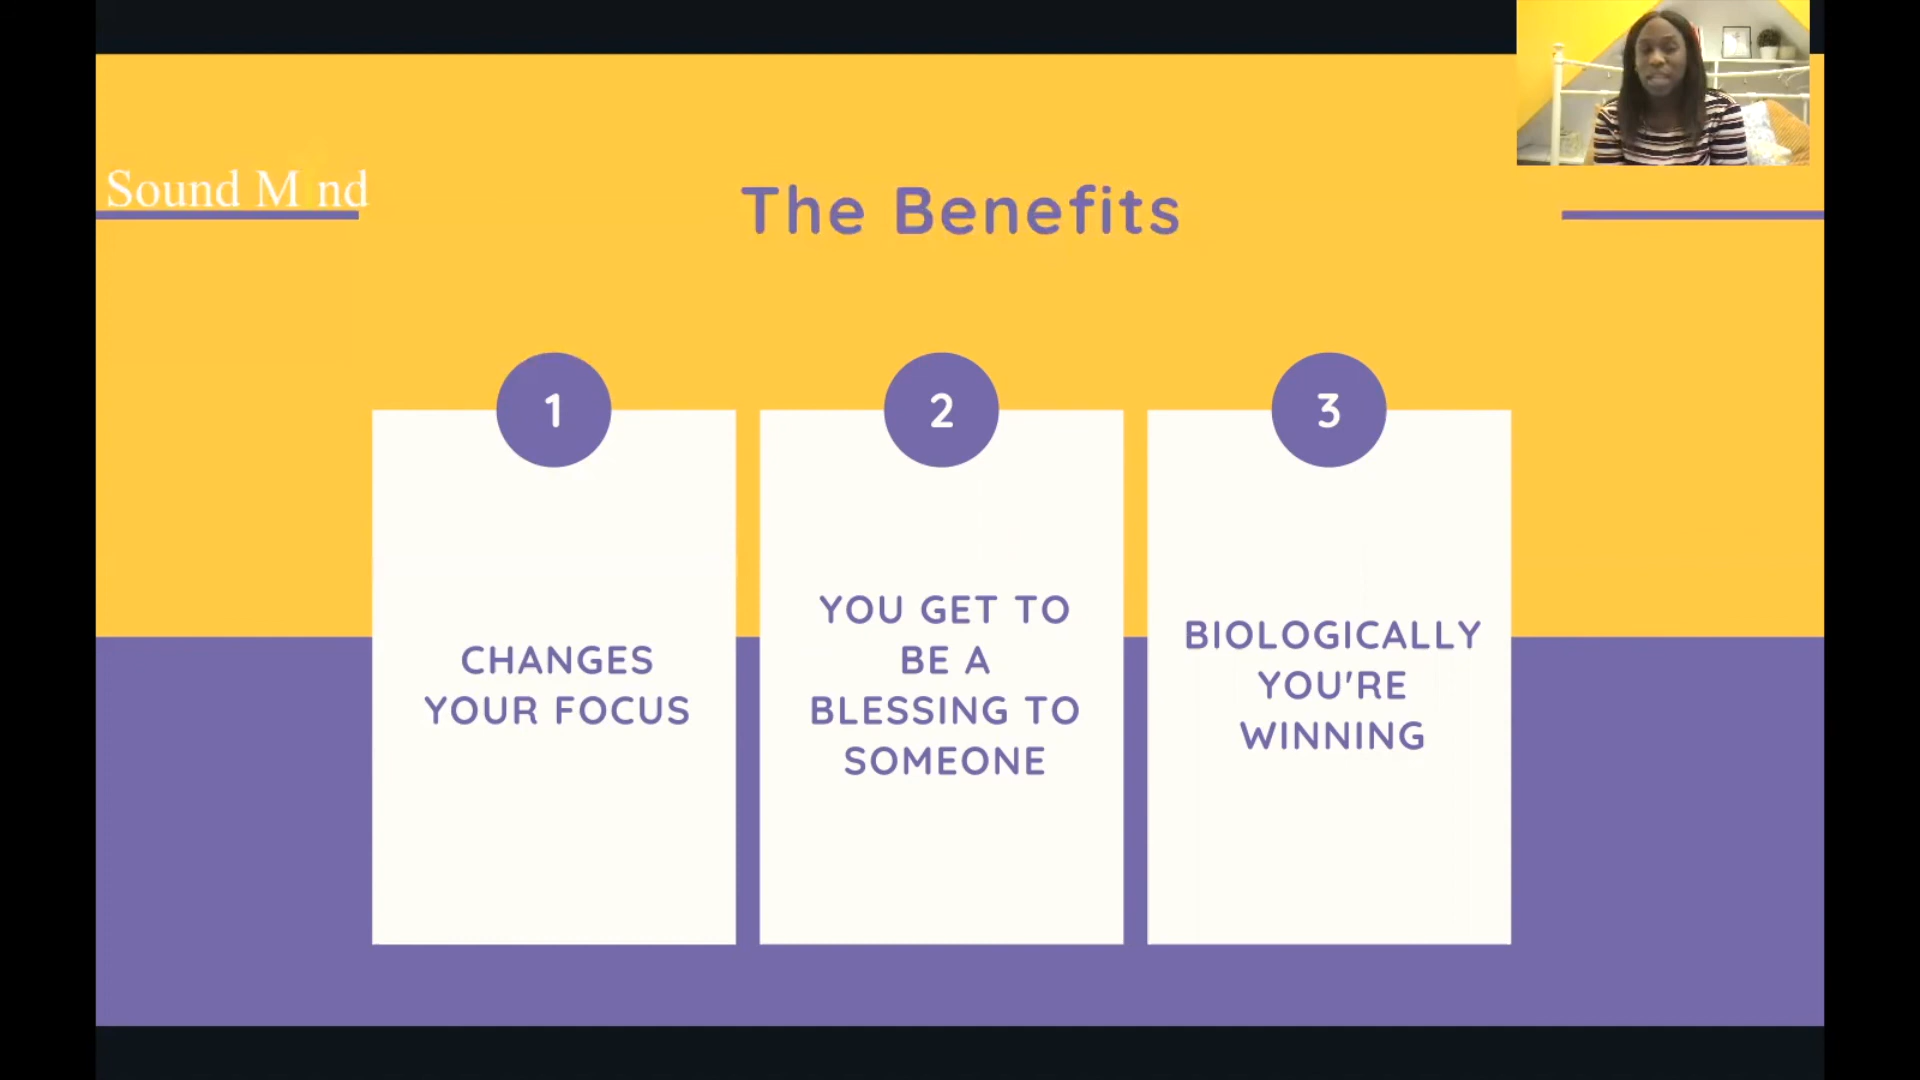 Sound M nd
The Benefits
1
CHANGES
YOUR FOCUS
2
YOU GET TO
BE A
BLESSING TO
SOMEONE
3
BIOLOGICALLY
YOU'RE
WINNING